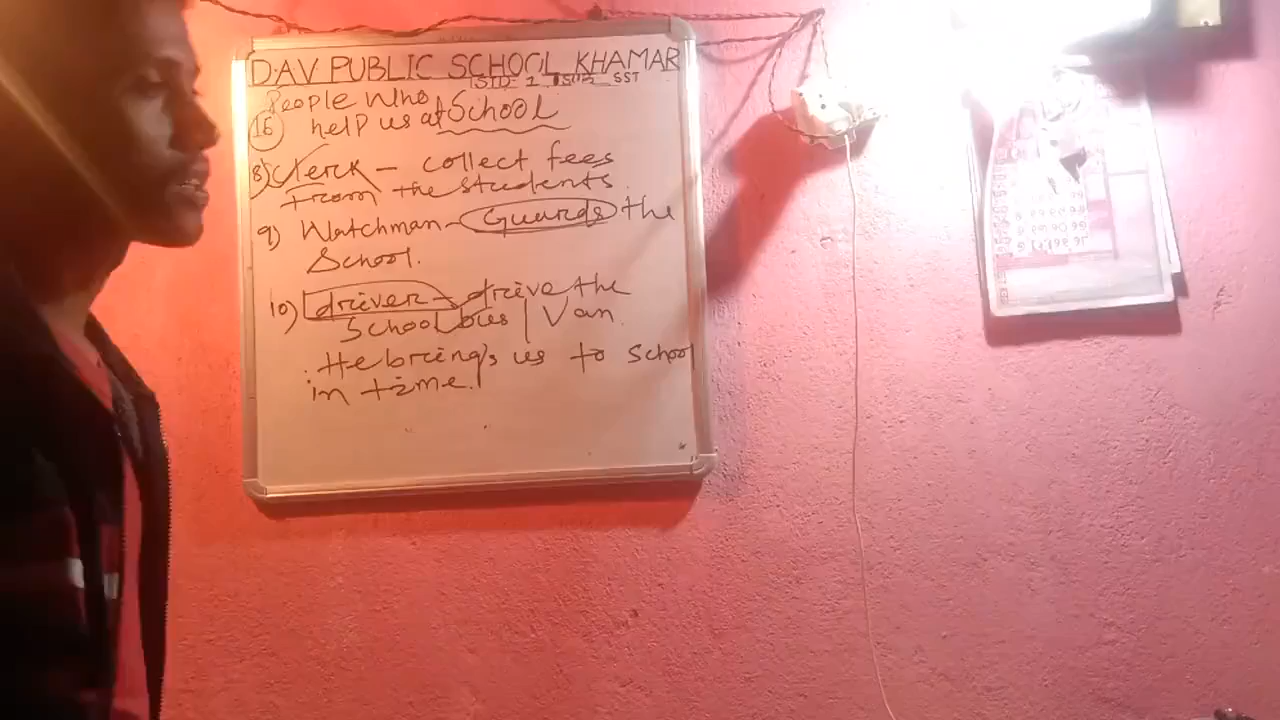 D.A.V PUBLIC SCHOOL KHAMAR
STD 1 SUB SST
People Who
16 help us at School
8) Clerk - collect fees
From the students
9) Watchman - Guards the
School.
10) driver - drive the
School bus | Van
He brings us to School
in time.